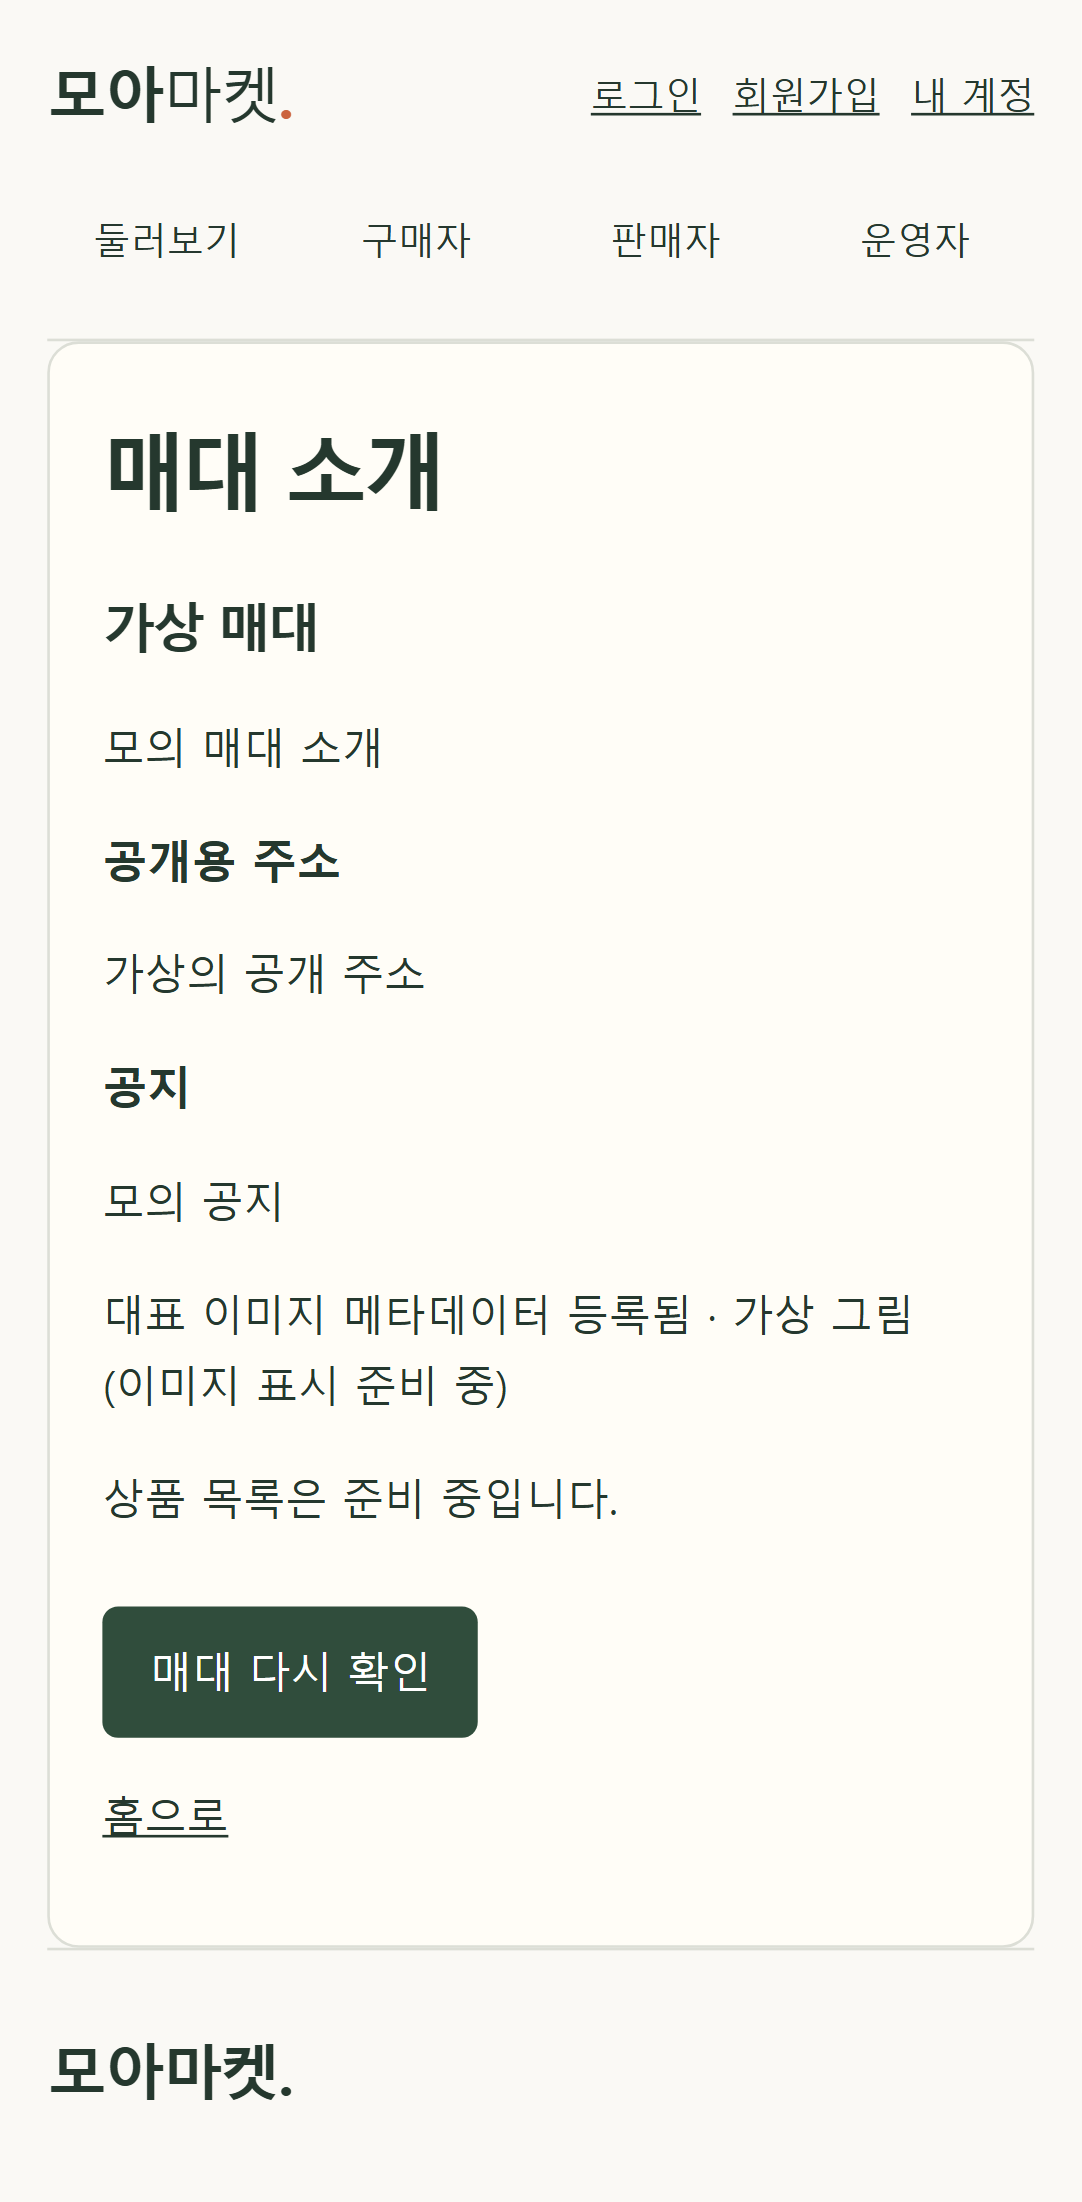 모아마켓.
로그인 회원가입 내 계정
둘러보기 구매자 판매자 운영자
매대 소개
가상 매대
모의 매대 소개
공개용 주소
가상의 공개 주소
공지
모의 공지
대표 이미지 메타데이터 등록됨 · 가상 그림
(이미지 표시 준비 중)
상품 목록은 준비 중입니다.
매대 다시 확인
홈으로
모아마켓.